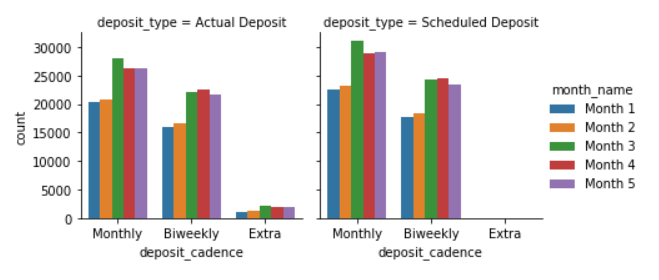 deposit_type = Actual Deposit
deposit_type = Scheduled Deposit
count
30000
25000
20000
15000
10000
5000
0
Monthly Biweekly Extra
deposit_cadence
Monthly Biweekly Extra
deposit_cadence
month_name
Month 1
Month 2
Month 3
Month 4
Month 5